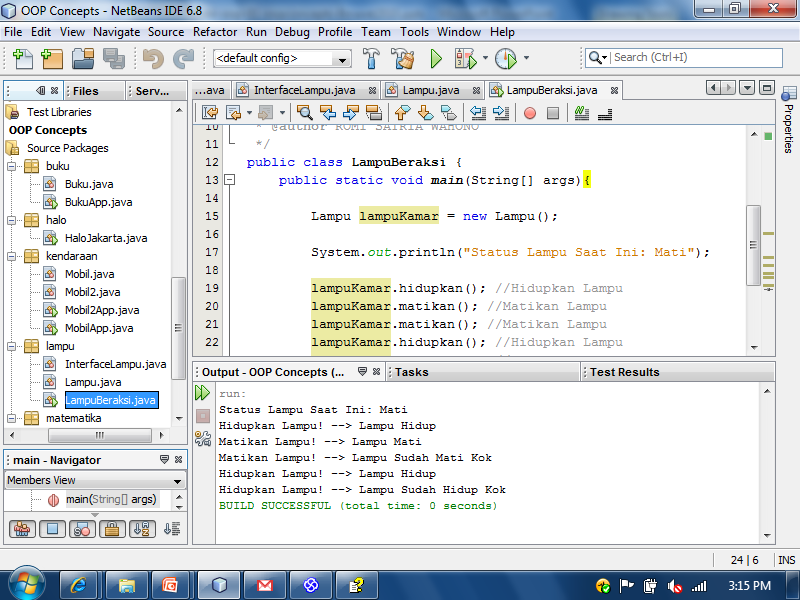 OOP Concepts - NetBeans IDE 6.8
File Edit View Navigate Source Refactor Run Debug Profile Team Tools Window Help
<default config>
Search (Ctrl+I)
Files
Serv...
...ava
InterfaceLampu.java
Lampu.java
LampuBeraksi.java
Properties
Test Libraries
OOP Concepts
Source Packages
buku
Buku.java
BukuApp.java
halo
HaloJakarta.java
kendaraan
Mobil.java
Mobil2.java
Mobil2App.java
MobilApp.java
lampu
InterfaceLampu.java
Lampu.java
LampuBeraksi.java
matematika
10 * @author ROMI SATRIA WAHONO
11 */
12 public class LampuBeraksi {
13 public static void main(String[] args){
14
15 Lampu lampuKamar = new Lampu();
16
17 System.out.println("Status Lampu Saat Ini: Mati");
18
19 lampuKamar.hidupkan(); //Hidupkan Lampu
20 lampuKamar.matikan(); //Matikan Lampu
21 lampuKamar.matikan(); //Matikan Lampu
22 lampuKamar.hidupkan(); //Hidupkan Lampu
main - Navigator
Members View
main(String[] args)
Output - OOP Concepts (...
Tasks
Test Results
run:
Status Lampu Saat Ini: Mati
Hidupkan Lampu! --> Lampu Hidup
Matikan Lampu! --> Lampu Mati
Matikan Lampu! --> Lampu Sudah Mati Kok
Hidupkan Lampu! --> Lampu Hidup
Hidupkan Lampu! --> Lampu Sudah Hidup Kok
BUILD SUCCESSFUL (total time: 0 seconds)
24 | 6 INS
3:15 PM